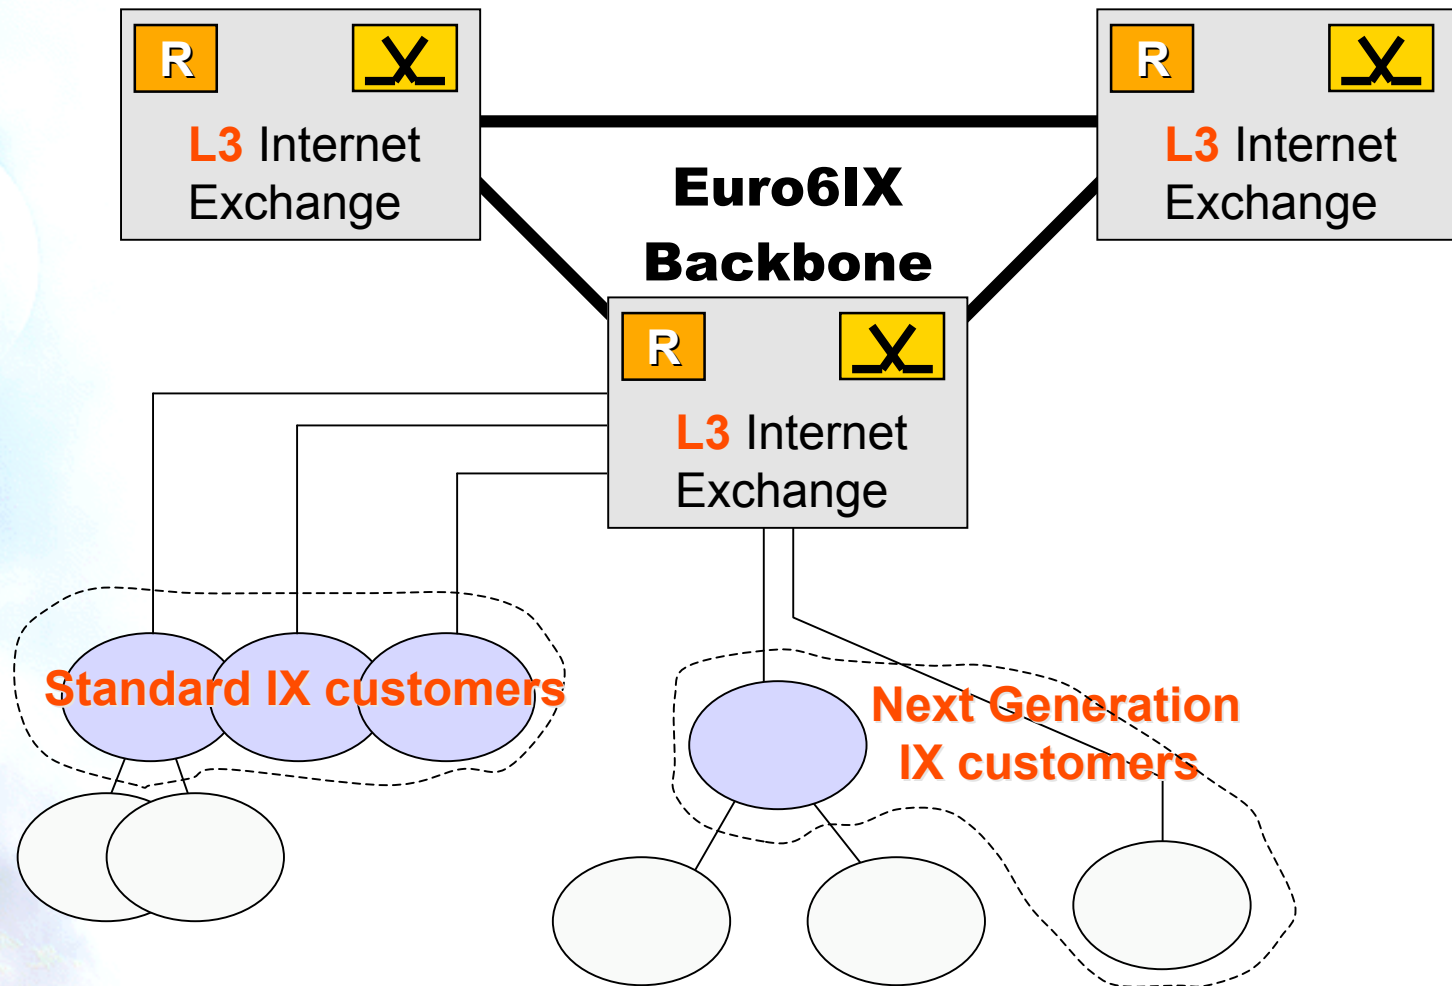 R
L3 Internet
Exchange
R
L3 Internet
Exchange
Euro6IX
Backbone
R
L3 Internet
Exchange
Standard IX customers
Next Generation
IX customers